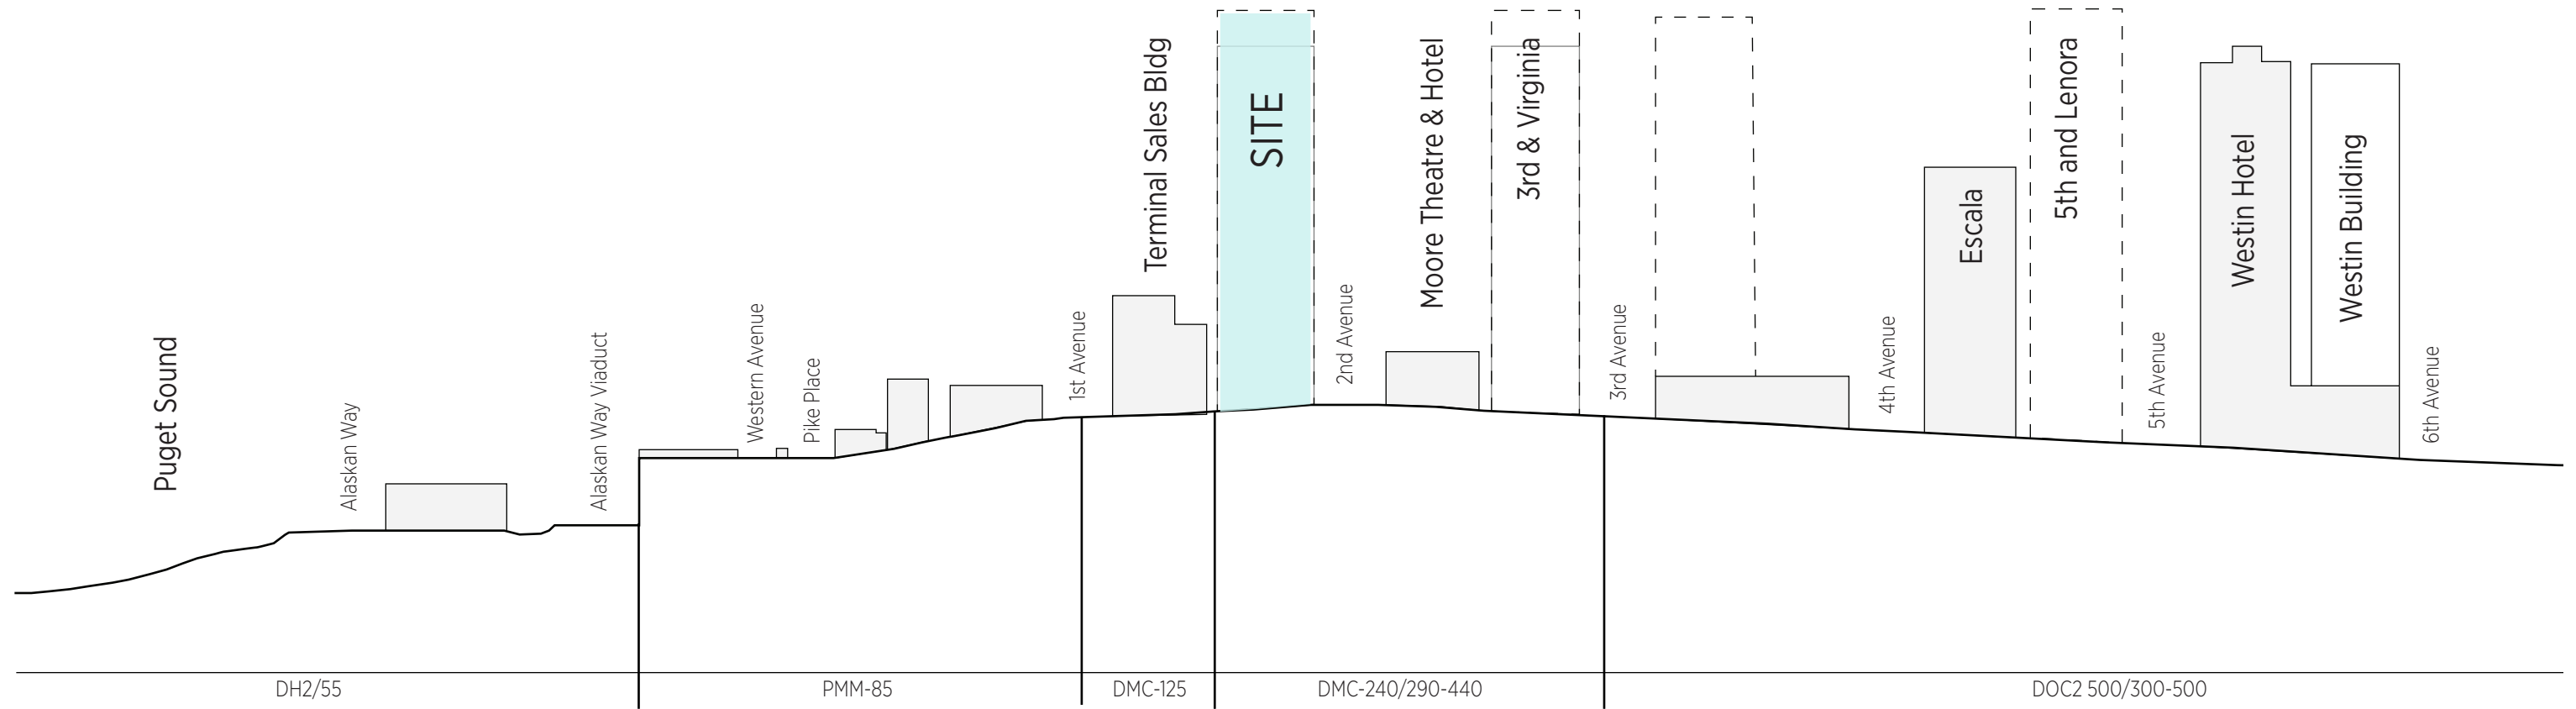 Puget Sound
Alaskan Way
Alaskan Way Viaduct
Western Avenue
Pike Place
1st Avenue
Terminal Sales Bldg
SITE
2nd Avenue
Moore Theatre & Hotel
3rd & Virginia
3rd Avenue
4th Avenue
Escala
5th and Lenora
5th Avenue
Westin Hotel
Westin Building
6th Avenue
DH2/55
PMM-85
DMC-125
DMC-240/290-440
DOC2 500/300-500